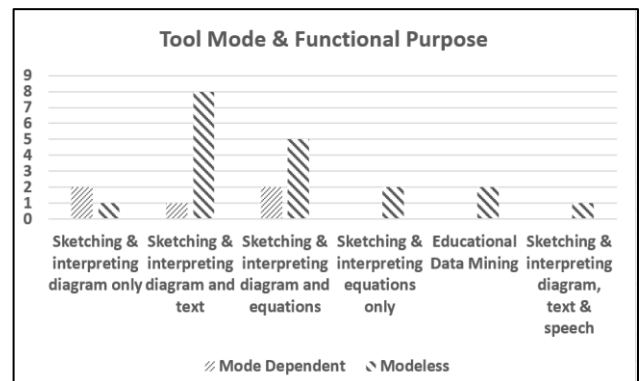 Tool Mode & Functional Purpose
9
8
7
6
5
4
3
2
1
0
Sketching & interpreting diagram only
Sketching & interpreting diagram and text
Sketching & interpreting diagram and equations
Sketching & interpreting equations only
Educational Data Mining
Sketching & interpreting diagram, text & speech
Mode Dependent
Modeless